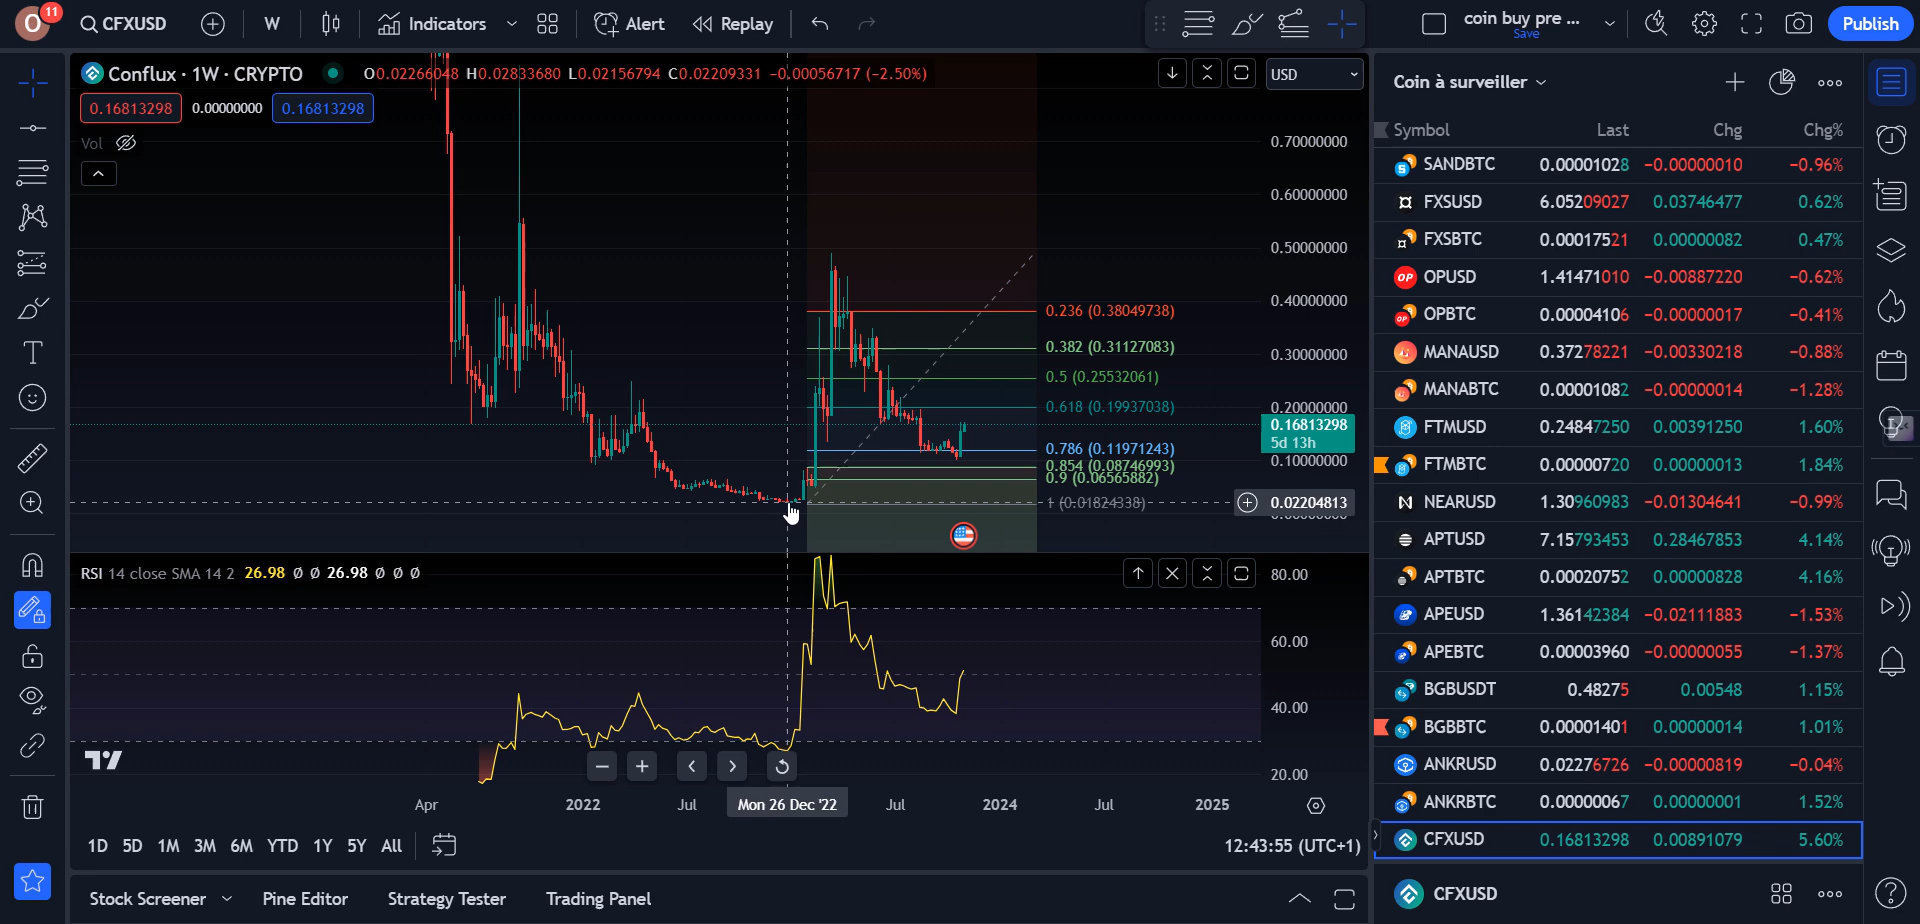 O 11 CFXUSD W Indicators Alert Replay coin buy pre ... Save Publish
Conflux · 1W · CRYPTO O0.02266048 H0.02833680 L0.02156794 C0.02209331 −0.00056717 (−2.50%) USD
0.16813298 0.00000000 0.16813298
Vol
0.70000000
0.60000000
0.50000000
0.40000000
0.30000000
0.20000000
0.16813298
5d 13h
0.10000000
0.02204813
0.236 (0.38049738)
0.382 (0.31127083)
0.5 (0.25532061)
0.618 (0.19937038)
0.786 (0.11971243)
0.854 (0.08746993)
0.9 (0.06565882)
1 (0.01824338)
RSI 14 close SMA 14 2 26.98 ∅ ∅ 26.98 ∅ ∅ ∅
80.00
60.00
40.00
20.00
Apr 2022 Jul Mon 26 Dec '22 Jul 2024 Jul 2025
1D 5D 1M 3M 6M YTD 1Y 5Y All 12:43:55 (UTC+1)
Stock Screener Pine Editor Strategy Tester Trading Panel
Coin à surveiller
Symbol Last Chg Chg%
SANDBTC 0.00001028 −0.00000010 −0.96%
FXSUSD 6.05209027 0.03746477 0.62%
FXSBTC 0.00017521 0.00000082 0.47%
OPUSD 1.41471010 −0.00887220 −0.62%
OPBTC 0.00004106 −0.00000017 −0.41%
MANAUSD 0.37278221 −0.00330218 −0.88%
MANABTC 0.00001082 −0.00000014 −1.28%
FTMUSD 0.24847250 0.00391250 1.60%
FTMBTC 0.00000720 0.00000013 1.84%
NEARUSD 1.30960983 −0.01304641 −0.99%
APTUSD 7.15793453 0.28467853 4.14%
APTBTC 0.00020752 0.00000828 4.16%
APEUSD 1.36142384 −0.02111883 −1.53%
APEBTC 0.00003960 −0.00000055 −1.37%
BGBUSDT 0.48275 0.00548 1.15%
BGBBTC 0.00001401 0.00000014 1.01%
ANKRUSD 0.02276726 −0.00000819 −0.04%
ANKRBTC 0.00000067 0.00000001 1.52%
CFXUSD 0.16813298 0.00891079 5.60%
CFXUSD